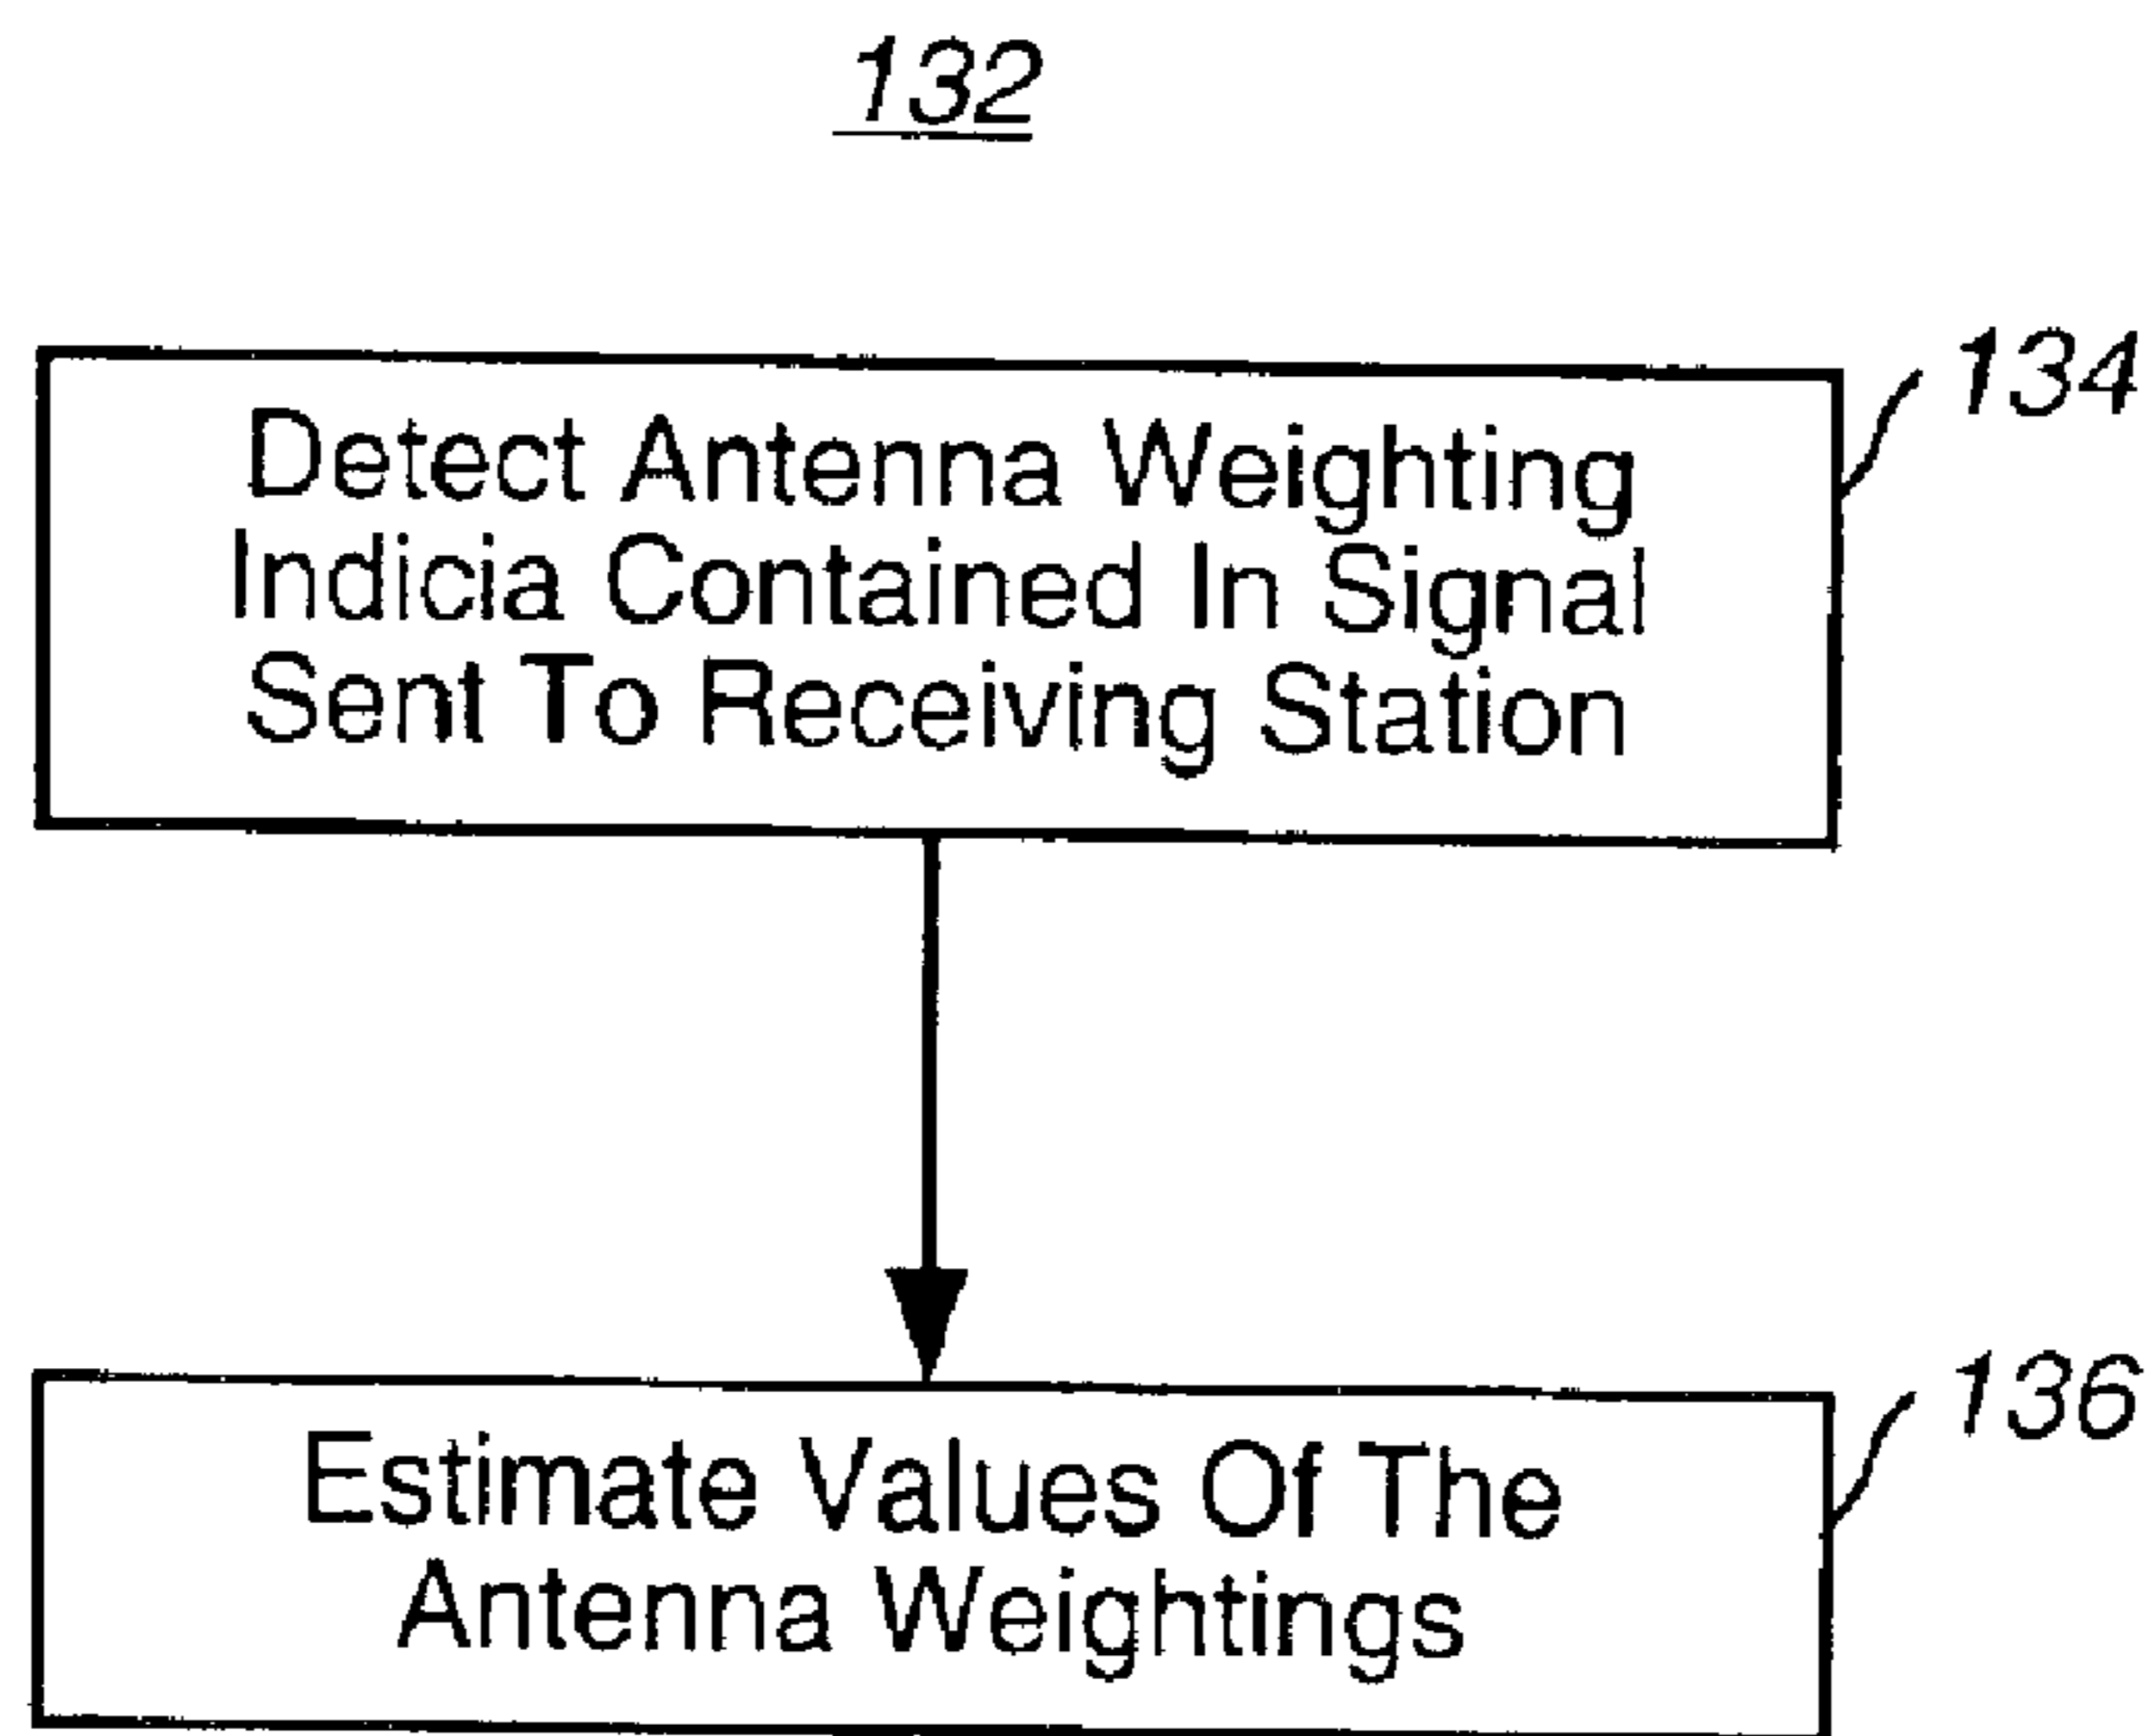 132
134
Detect Antenna Weighting
Indicia Contained In Signal
Sent To Receiving Station
136
Estimate Values Of The
Antenna Weightings